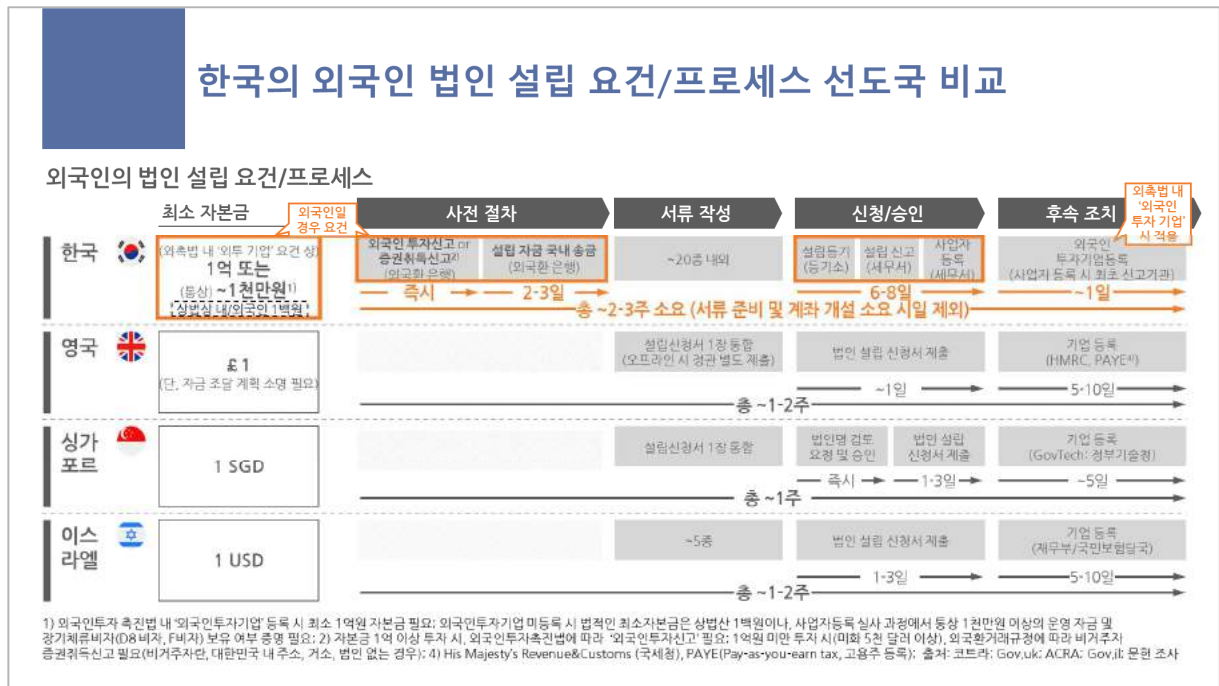 한국의 외국인 법인 설립 요건/프로세스 선도국 비교
외국인의 법인 설립 요건/프로세스
최소 자본금
외국인일
경우 요건
사전 절차
서류 작성
신청/승인
후속 조치
외촉법 내
‘외국인
투자 기업’
시 적용
한국
(외촉법 내 ‘외투 기업’ 요건 상)
1억 또는
(통상) ~1천만원1)
상법상 내/외국인 1백원
외국인 투자신고 or
증권취득신고2)
(외국환 은행)
설립 자금 국내 송금
(외국환 은행)
~20종 내외
설립등기
(등기소)
설립 신고
(세무서)
사업자
등록
(세무서)
외국인
투자기업등록
(사업자 등록 시 최초 신고기관)
즉시
2-3일
6-8일
~1일
총 ~2-3주 소요 (서류 준비 및 계좌 개설 소요 시일 제외)
영국
£1
(단, 자금 조달 계획 소명 필요)
설립신청서 1장 통합
(오프라인 시 정관 별도 제출)
법인 설립 신청서 제출
기업 등록
(HMRC, PAYE4))
~1일
5-10일
총 ~1-2주
싱가
포르
1 SGD
설립신청서 1장 통합
법인명 검토
요청 및 승인
법인 설립
신청서 제출
기업 등록
(GovTech: 정부기술청)
즉시
1-3일
~5일
총 ~1주
이스
라엘
1 USD
~5종
법인 설립 신청서 제출
기업 등록
(재무부/국민보험당국)
1-3일
5-10일
총 ~1-2주
1) 외국인투자 촉진법 내 ‘외국인투자기업’ 등록 시 최소 1억원 자본금 필요; 외국인투자기업 미등록 시 법적인 최소자본금은 상법산 1백원이나, 사업자등록 실사 과정에서 통상 1천만원 이상의 운영 자금 및
장기체류비자(D8 비자, F비자) 보유 여부 증명 필요; 2) 자본금 1억 이상 투자 시, 외국인투자촉진법에 따라 ‘외국인투자신고’ 필요; 1억원 미만 투자 시(미화 5천 달러 이상), 외국환거래규정에 따라 비거주자
증권취득신고 필요(비거주자란, 대한민국 내 주소, 거소, 법인 없는 경우); 4) His Majesty’s Revenue&Customs (국세청), PAYE(Pay-as-you-earn tax, 고용주 등록); 출처: 코트라; Gov.uk; ACRA; Gov,il; 문헌 조사